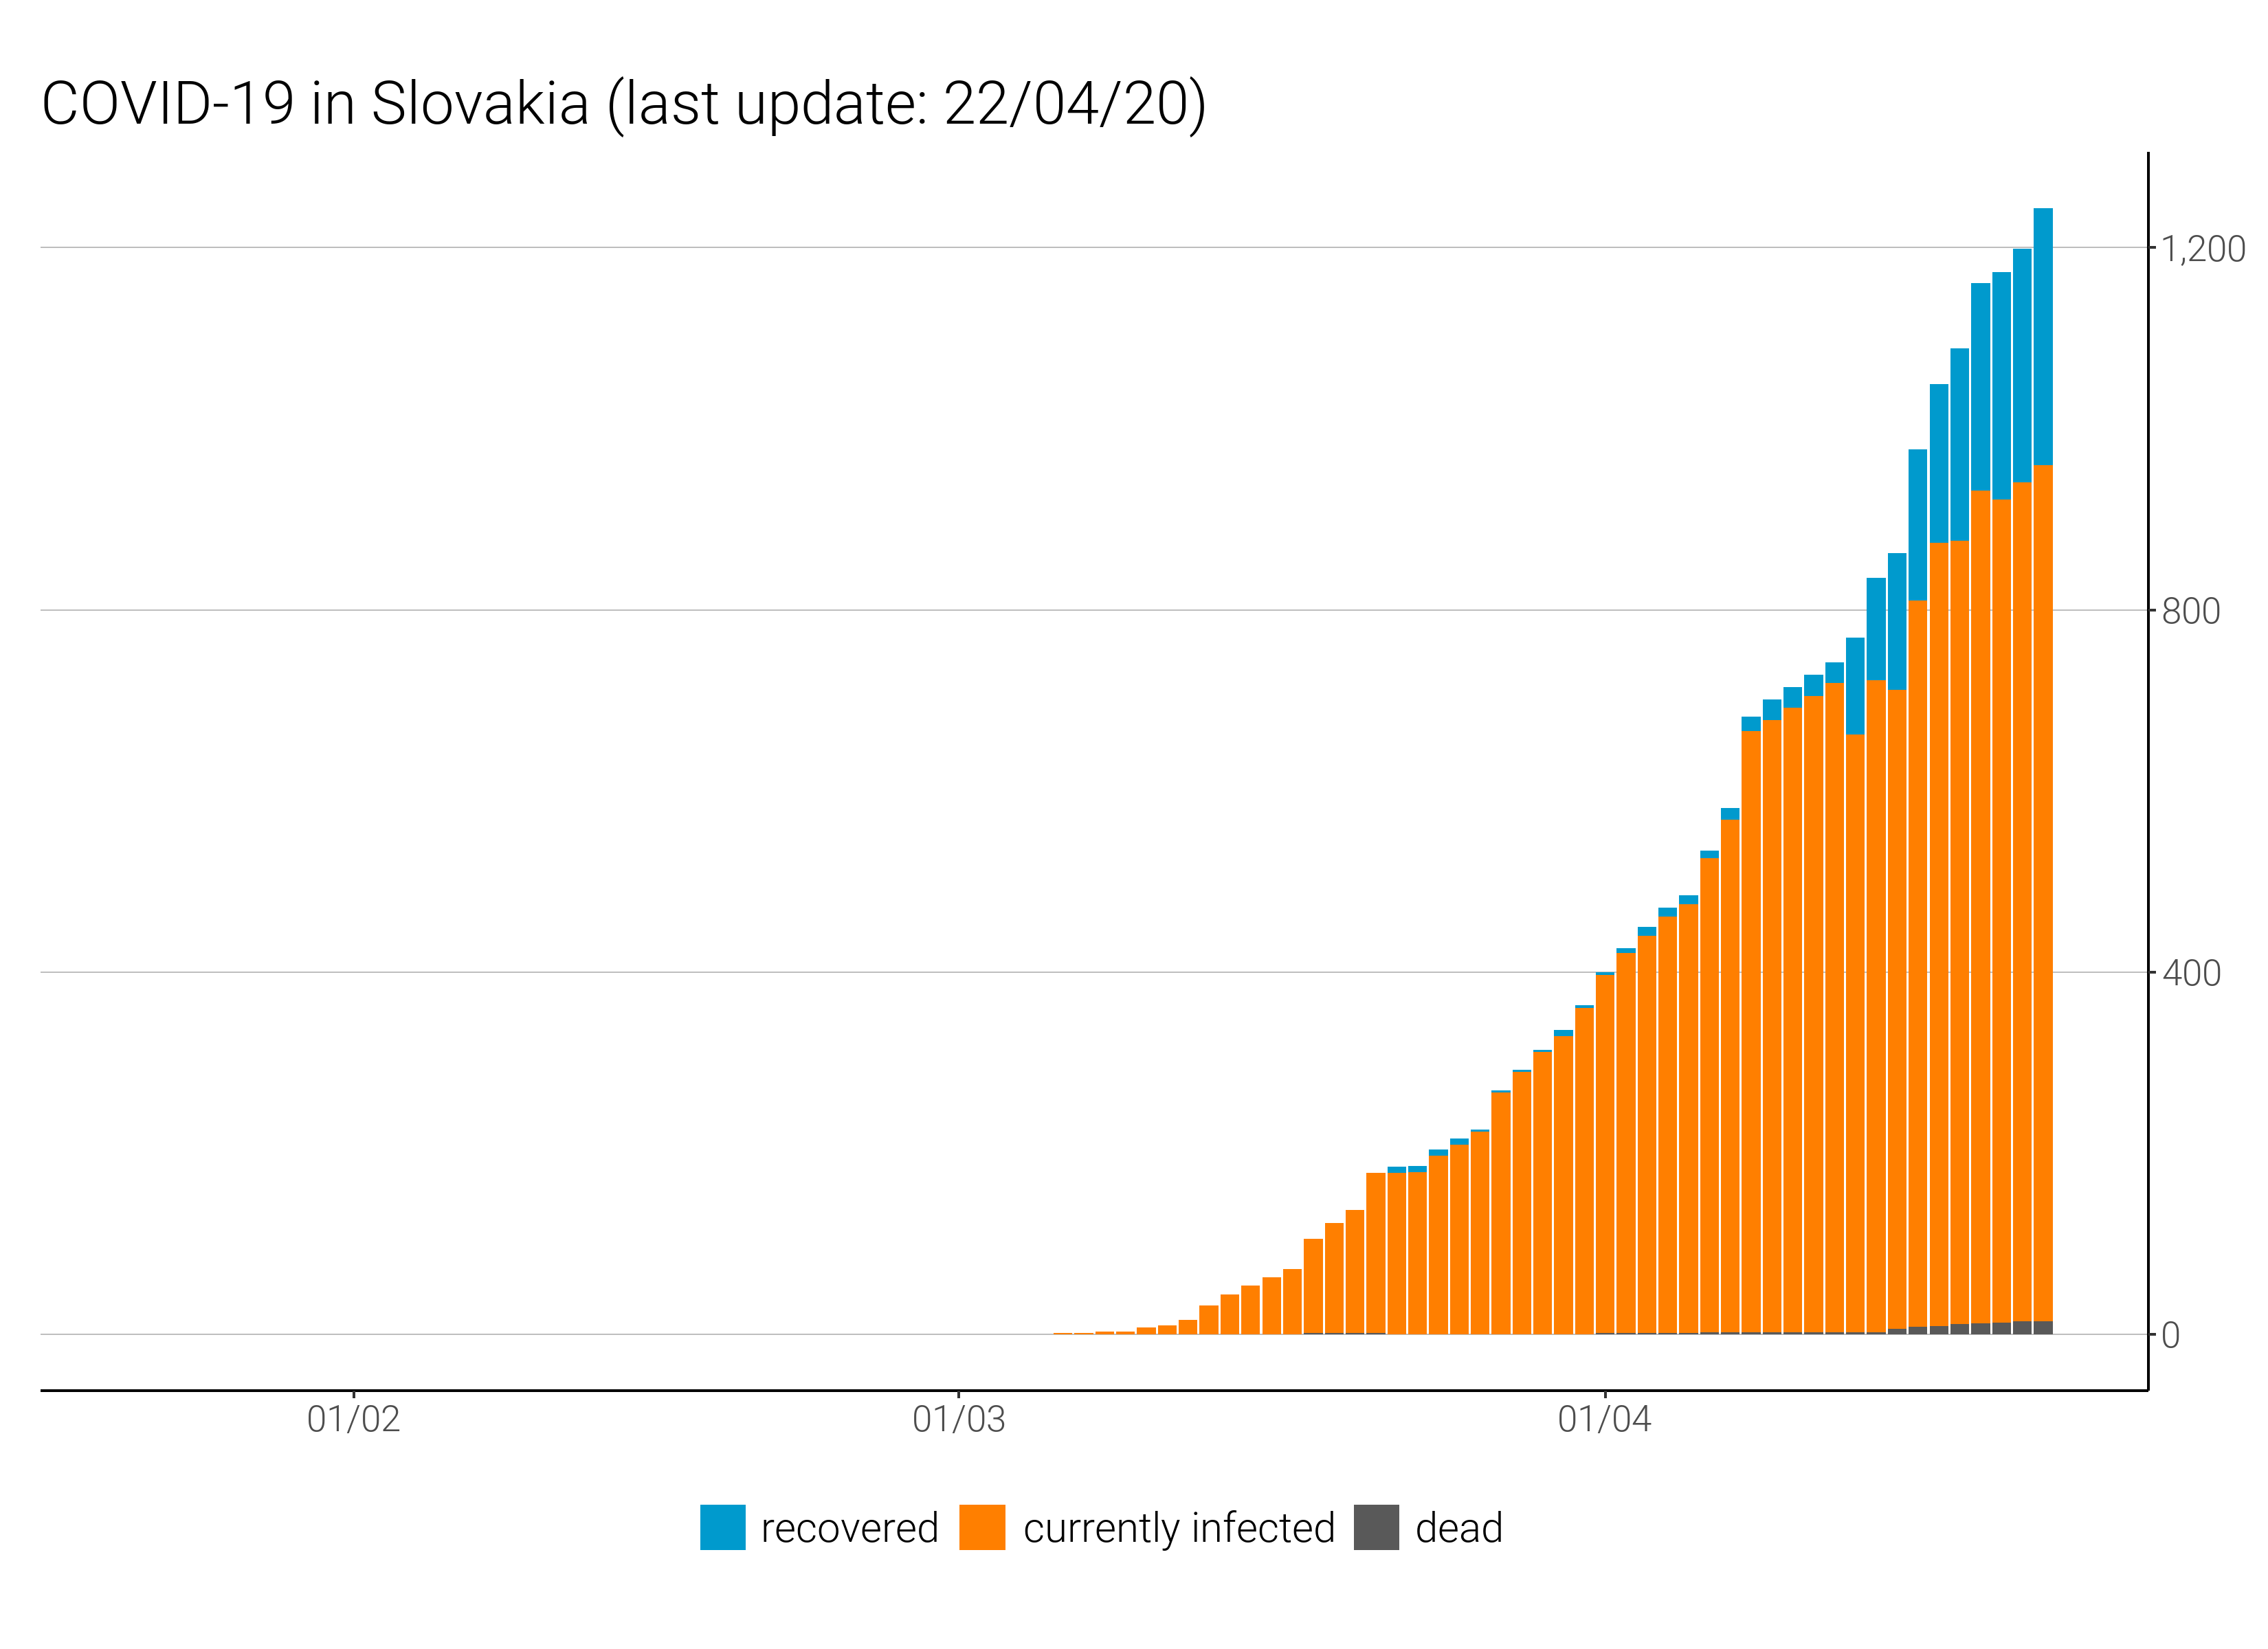 COVID-19 in Slovakia (last update: 22/04/20)
1,200
800
400
0
01/02 01/03 01/04
recovered currently infected dead